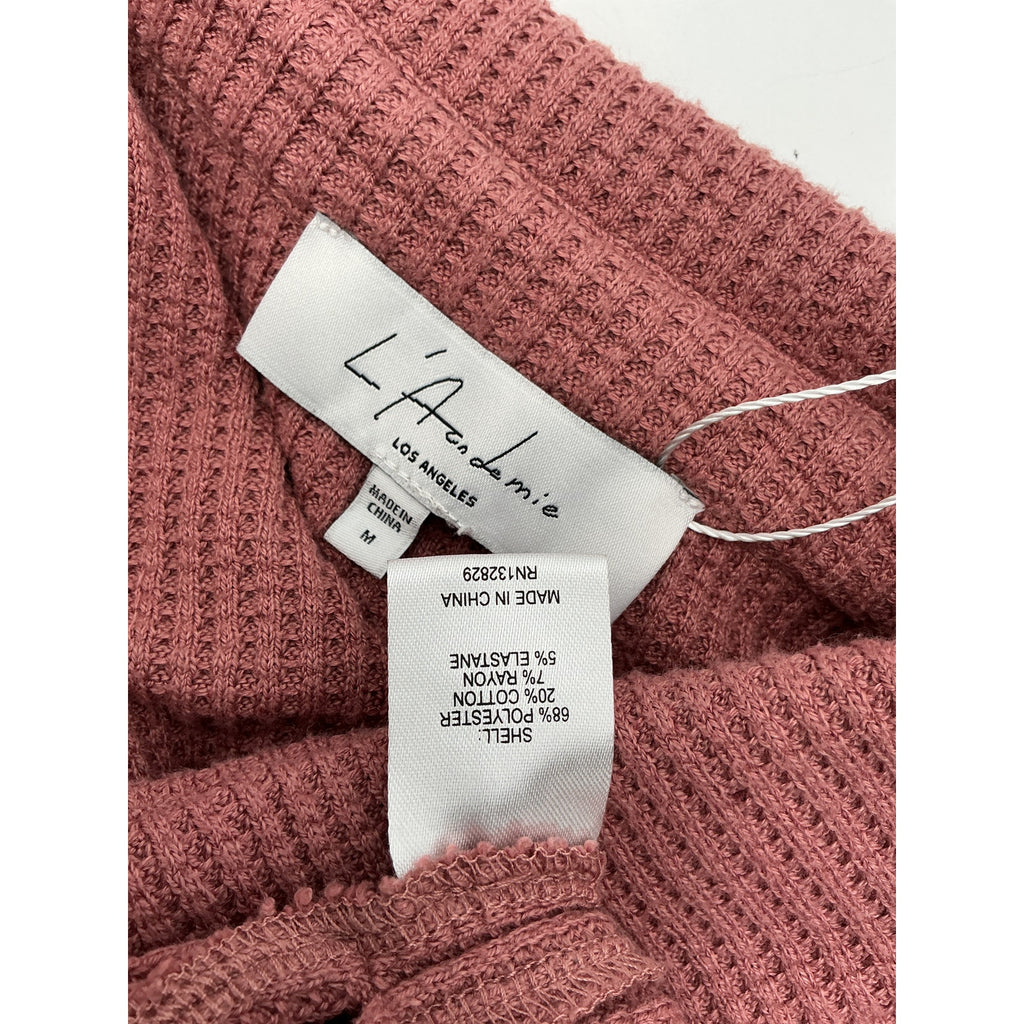 L'Academie
LOS ANGELES
MADE IN
CHINA
M
SHELL:
68% POLYESTER
20% COTTON
7% RAYON
5% ELASTANE
MADE IN CHINA
RN132829